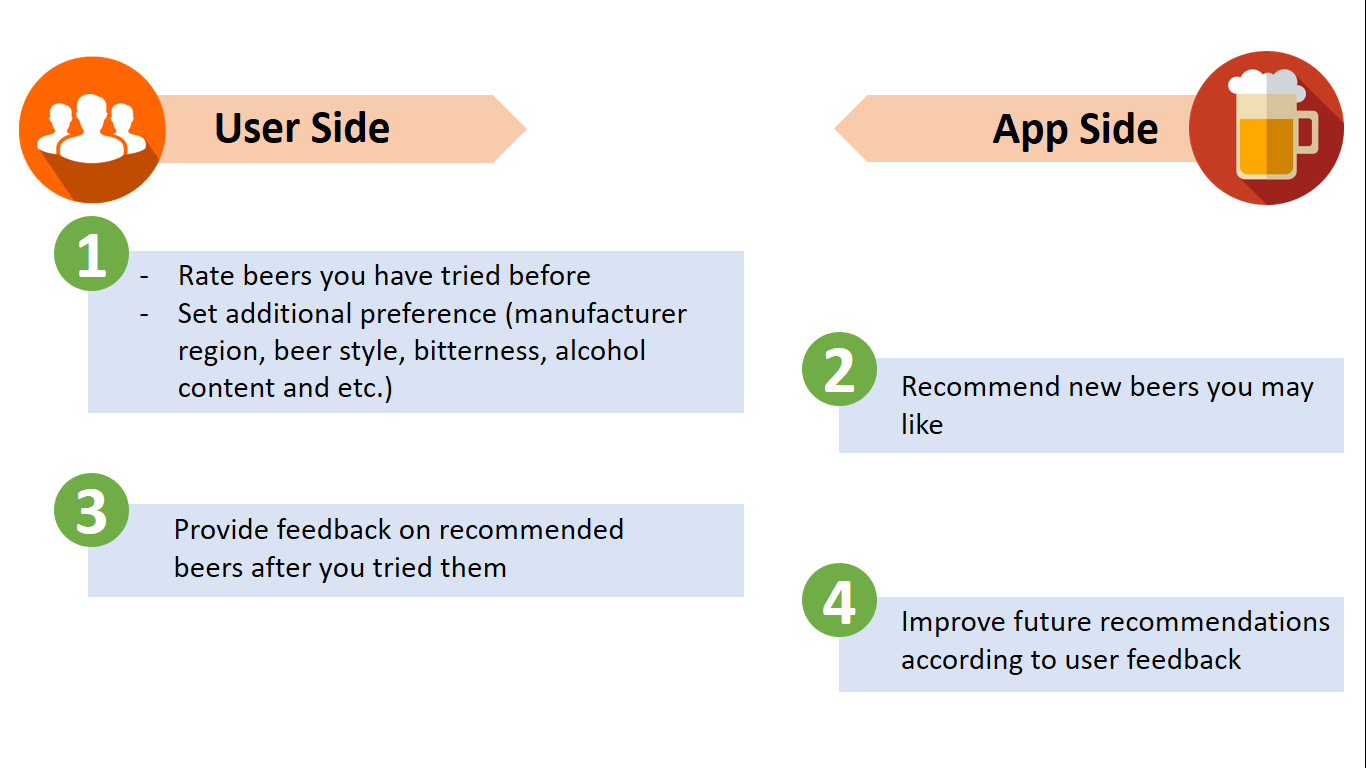 User Side
App Side
1
- Rate beers you have tried before
- Set additional preference (manufacturer
region, beer style, bitterness, alcohol
content and etc.)
2
Recommend new beers you may
like
3
Provide feedback on recommended
beers after you tried them
4
Improve future recommendations
according to user feedback